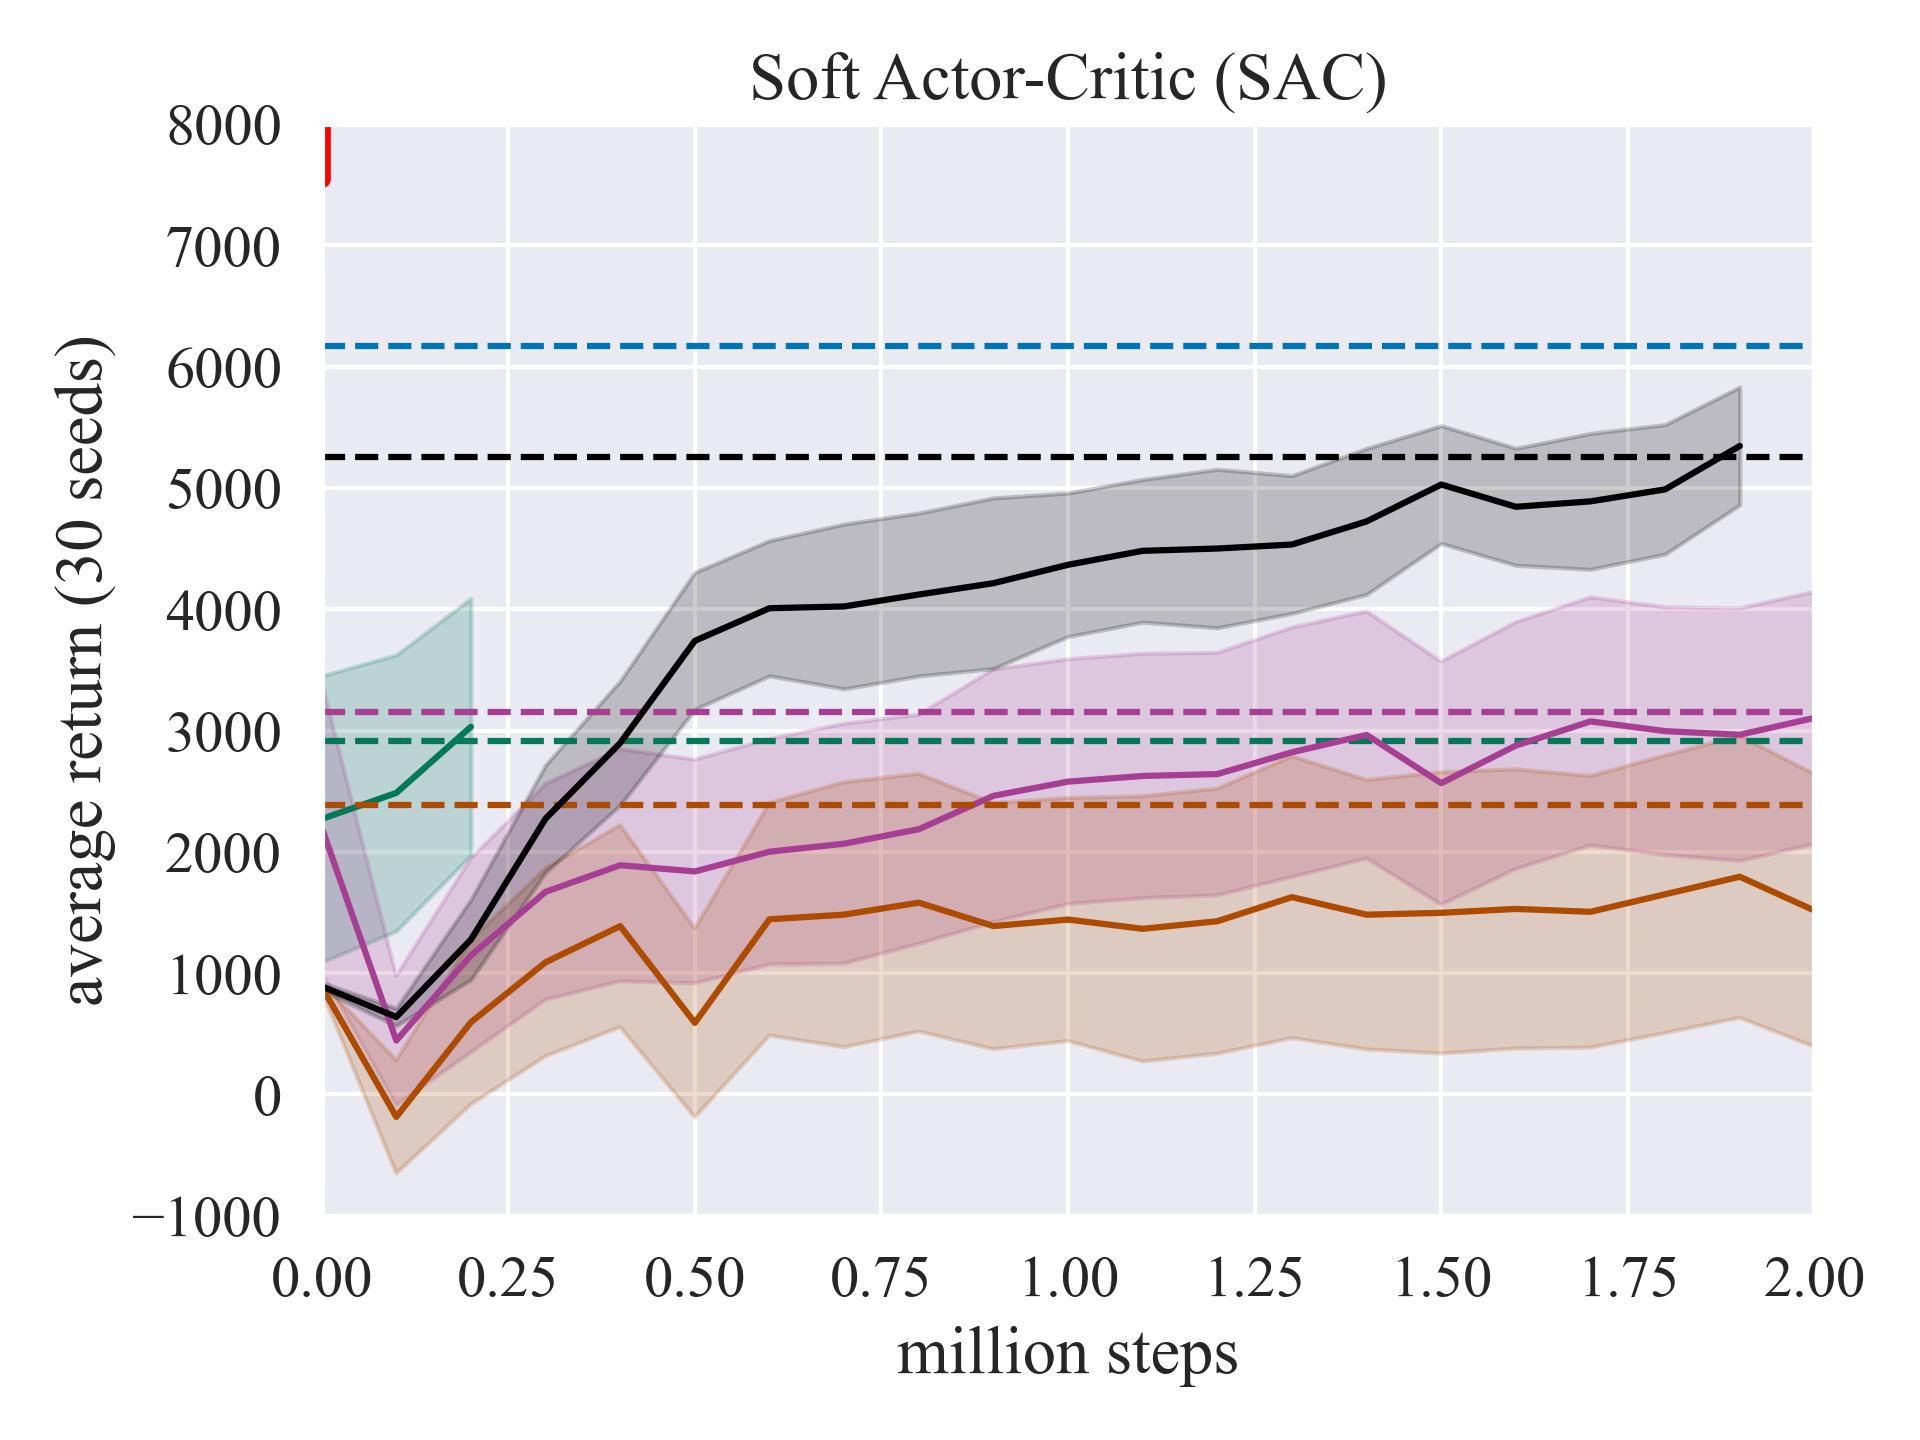 Soft Actor-Critic (SAC)
8000
7000
6000
5000
4000
3000
2000
1000
0
−1000
average return (30 seeds)
0.00 0.25 0.50 0.75 1.00 1.25 1.50 1.75 2.00
million steps